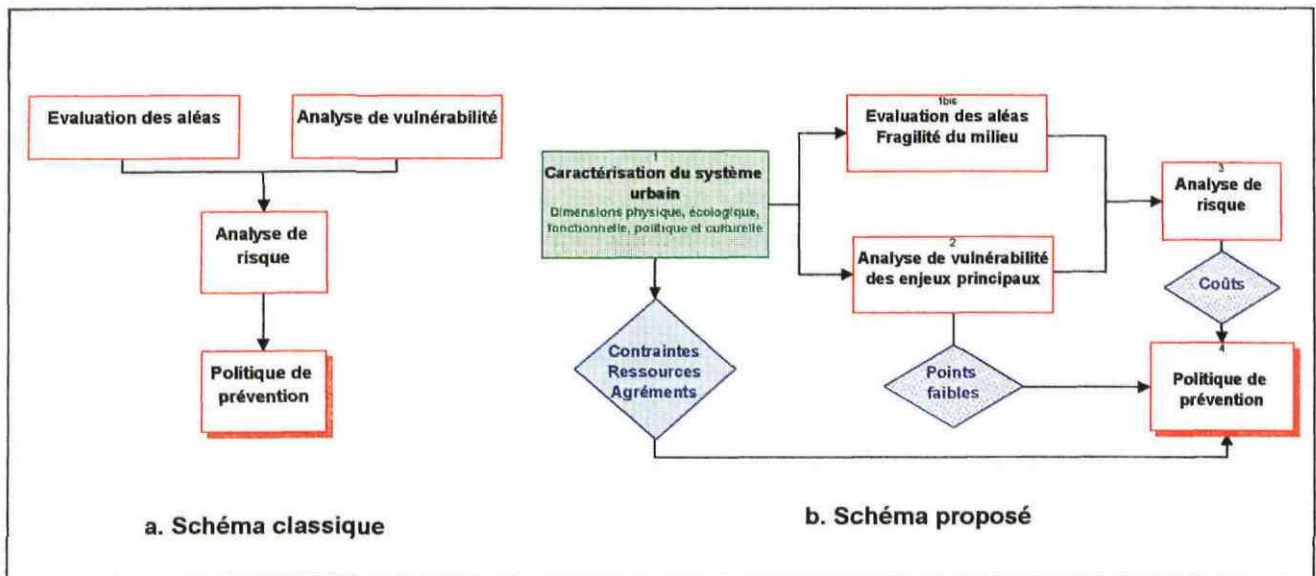 Evaluation des aléas
Analyse de vulnérabilité
Analyse de
risque
Politique de
prévention
a. Schéma classique
1
Caractérisation du système
urbain
Dimensions physique, écologique,
fonctionnelle, politique et culturelle
1bis
Evaluation des aléas
Fragilité du milieu
2
Analyse de vulnérabilité
des enjeux principaux
3
Analyse de
risque
Coûts
Contraintes
Ressources
Agréments
Points
faibles
4
Politique de
prévention
b. Schéma proposé